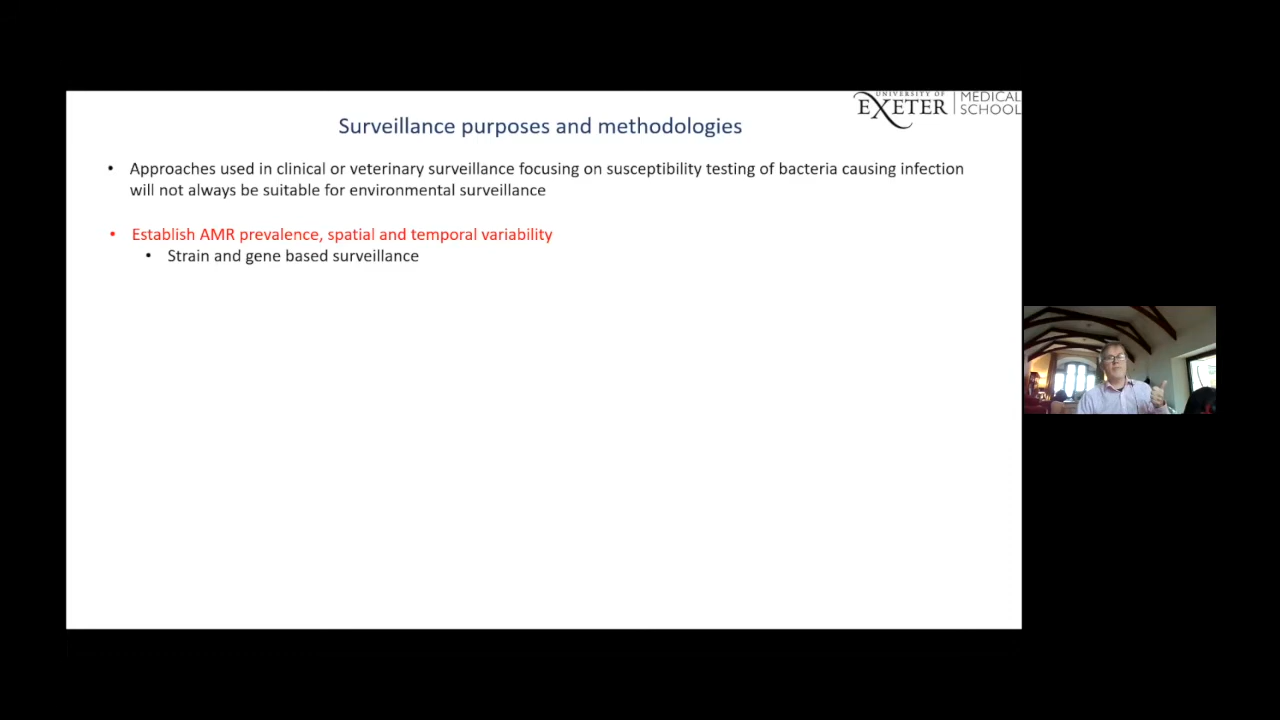 UNIVERSITY OF
EXETER
MEDICAL
SCHOOL
Surveillance purposes and methodologies
• Approaches used in clinical or veterinary surveillance focusing on susceptibility testing of bacteria causing infection
will not always be suitable for environmental surveillance
• Establish AMR prevalence, spatial and temporal variability
• Strain and gene based surveillance